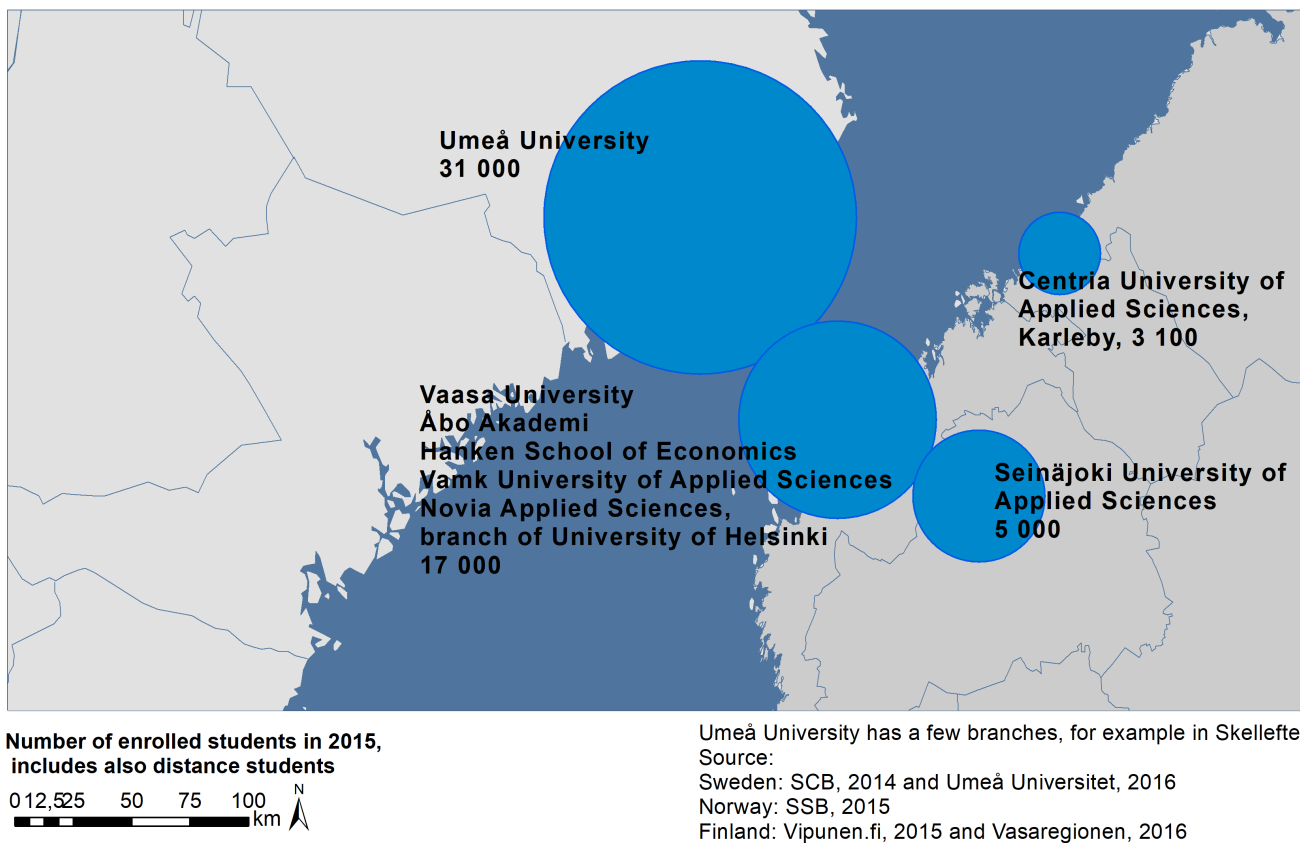 Umeå University
31 000
Centria University of
Applied Sciences,
Karleby, 3 100
Vaasa University
Åbo Akademi
Hanken School of Economics
Vamk University of Applied Sciences
Novia Applied Sciences,
branch of University of Helsinki
17 000
Seinäjoki University of
Applied Sciences
5 000
Number of enrolled students in 2015,
includes also distance students
0 12,525 50 75 100
km
N
Umeå University has a few branches, for example in Skellefte
Source:
Sweden: SCB, 2014 and Umeå Universitet, 2016
Norway: SSB, 2015
Finland: Vipunen.fi, 2015 and Vasaregionen, 2016